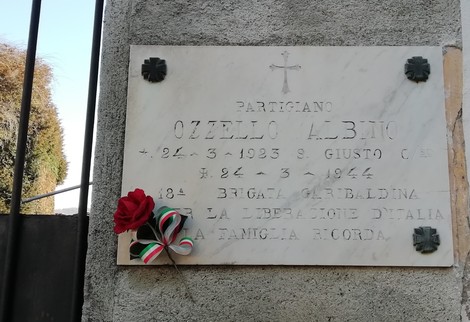 PARTIGIANO
OZZELLO ALBINO
24-3-1923 S. GIUSTO C.
24-3-1944
18ª BRIGATA GARIBALDINA
PER LA LIBERAZIONE D'ITALIA
LA FAMIGLIA RICORDA